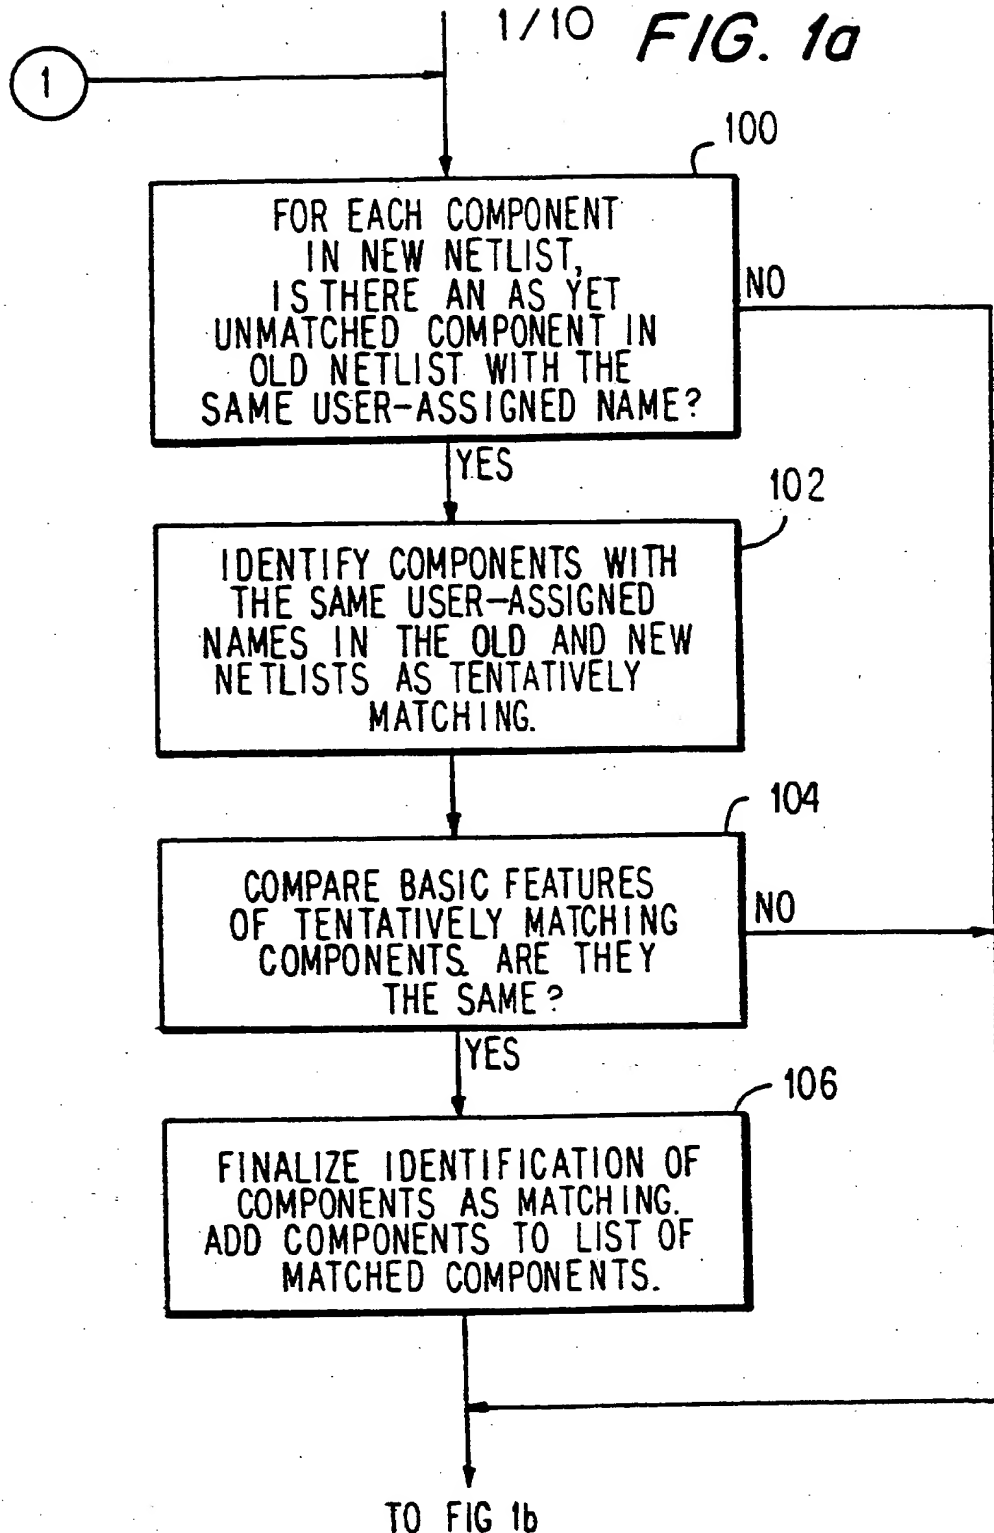 1/10 FIG. 1a
1
100
FOR EACH COMPONENT
IN NEW NETLIST,
IS THERE AN AS YET
UNMATCHED COMPONENT IN
OLD NETLIST WITH THE
SAME USER-ASSIGNED NAME?
NO
YES
102
IDENTIFY COMPONENTS WITH
THE SAME USER-ASSIGNED
NAMES IN THE OLD AND NEW
NETLISTS AS TENTATIVELY
MATCHING.
104
COMPARE BASIC FEATURES
OF TENTATIVELY MATCHING
COMPONENTS. ARE THEY
THE SAME?
NO
YES
106
FINALIZE IDENTIFICATION OF
COMPONENTS AS MATCHING.
ADD COMPONENTS TO LIST OF
MATCHED COMPONENTS.
TO FIG 1b